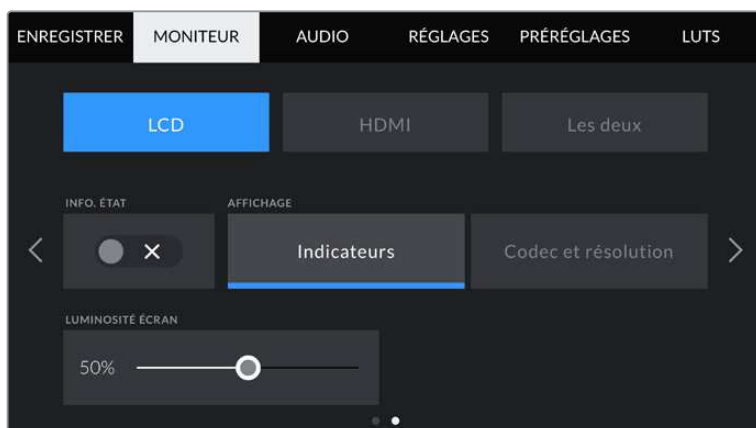 ENREGISTRER MONITEUR AUDIO RÉGLAGES PRÉRÉGLAGES LUTS
LCD HDMI Les deux
INFO. ÉTAT AFFICHAGE
Indicateurs Codec et résolution
LUMINOSITÉ ÉCRAN
50%